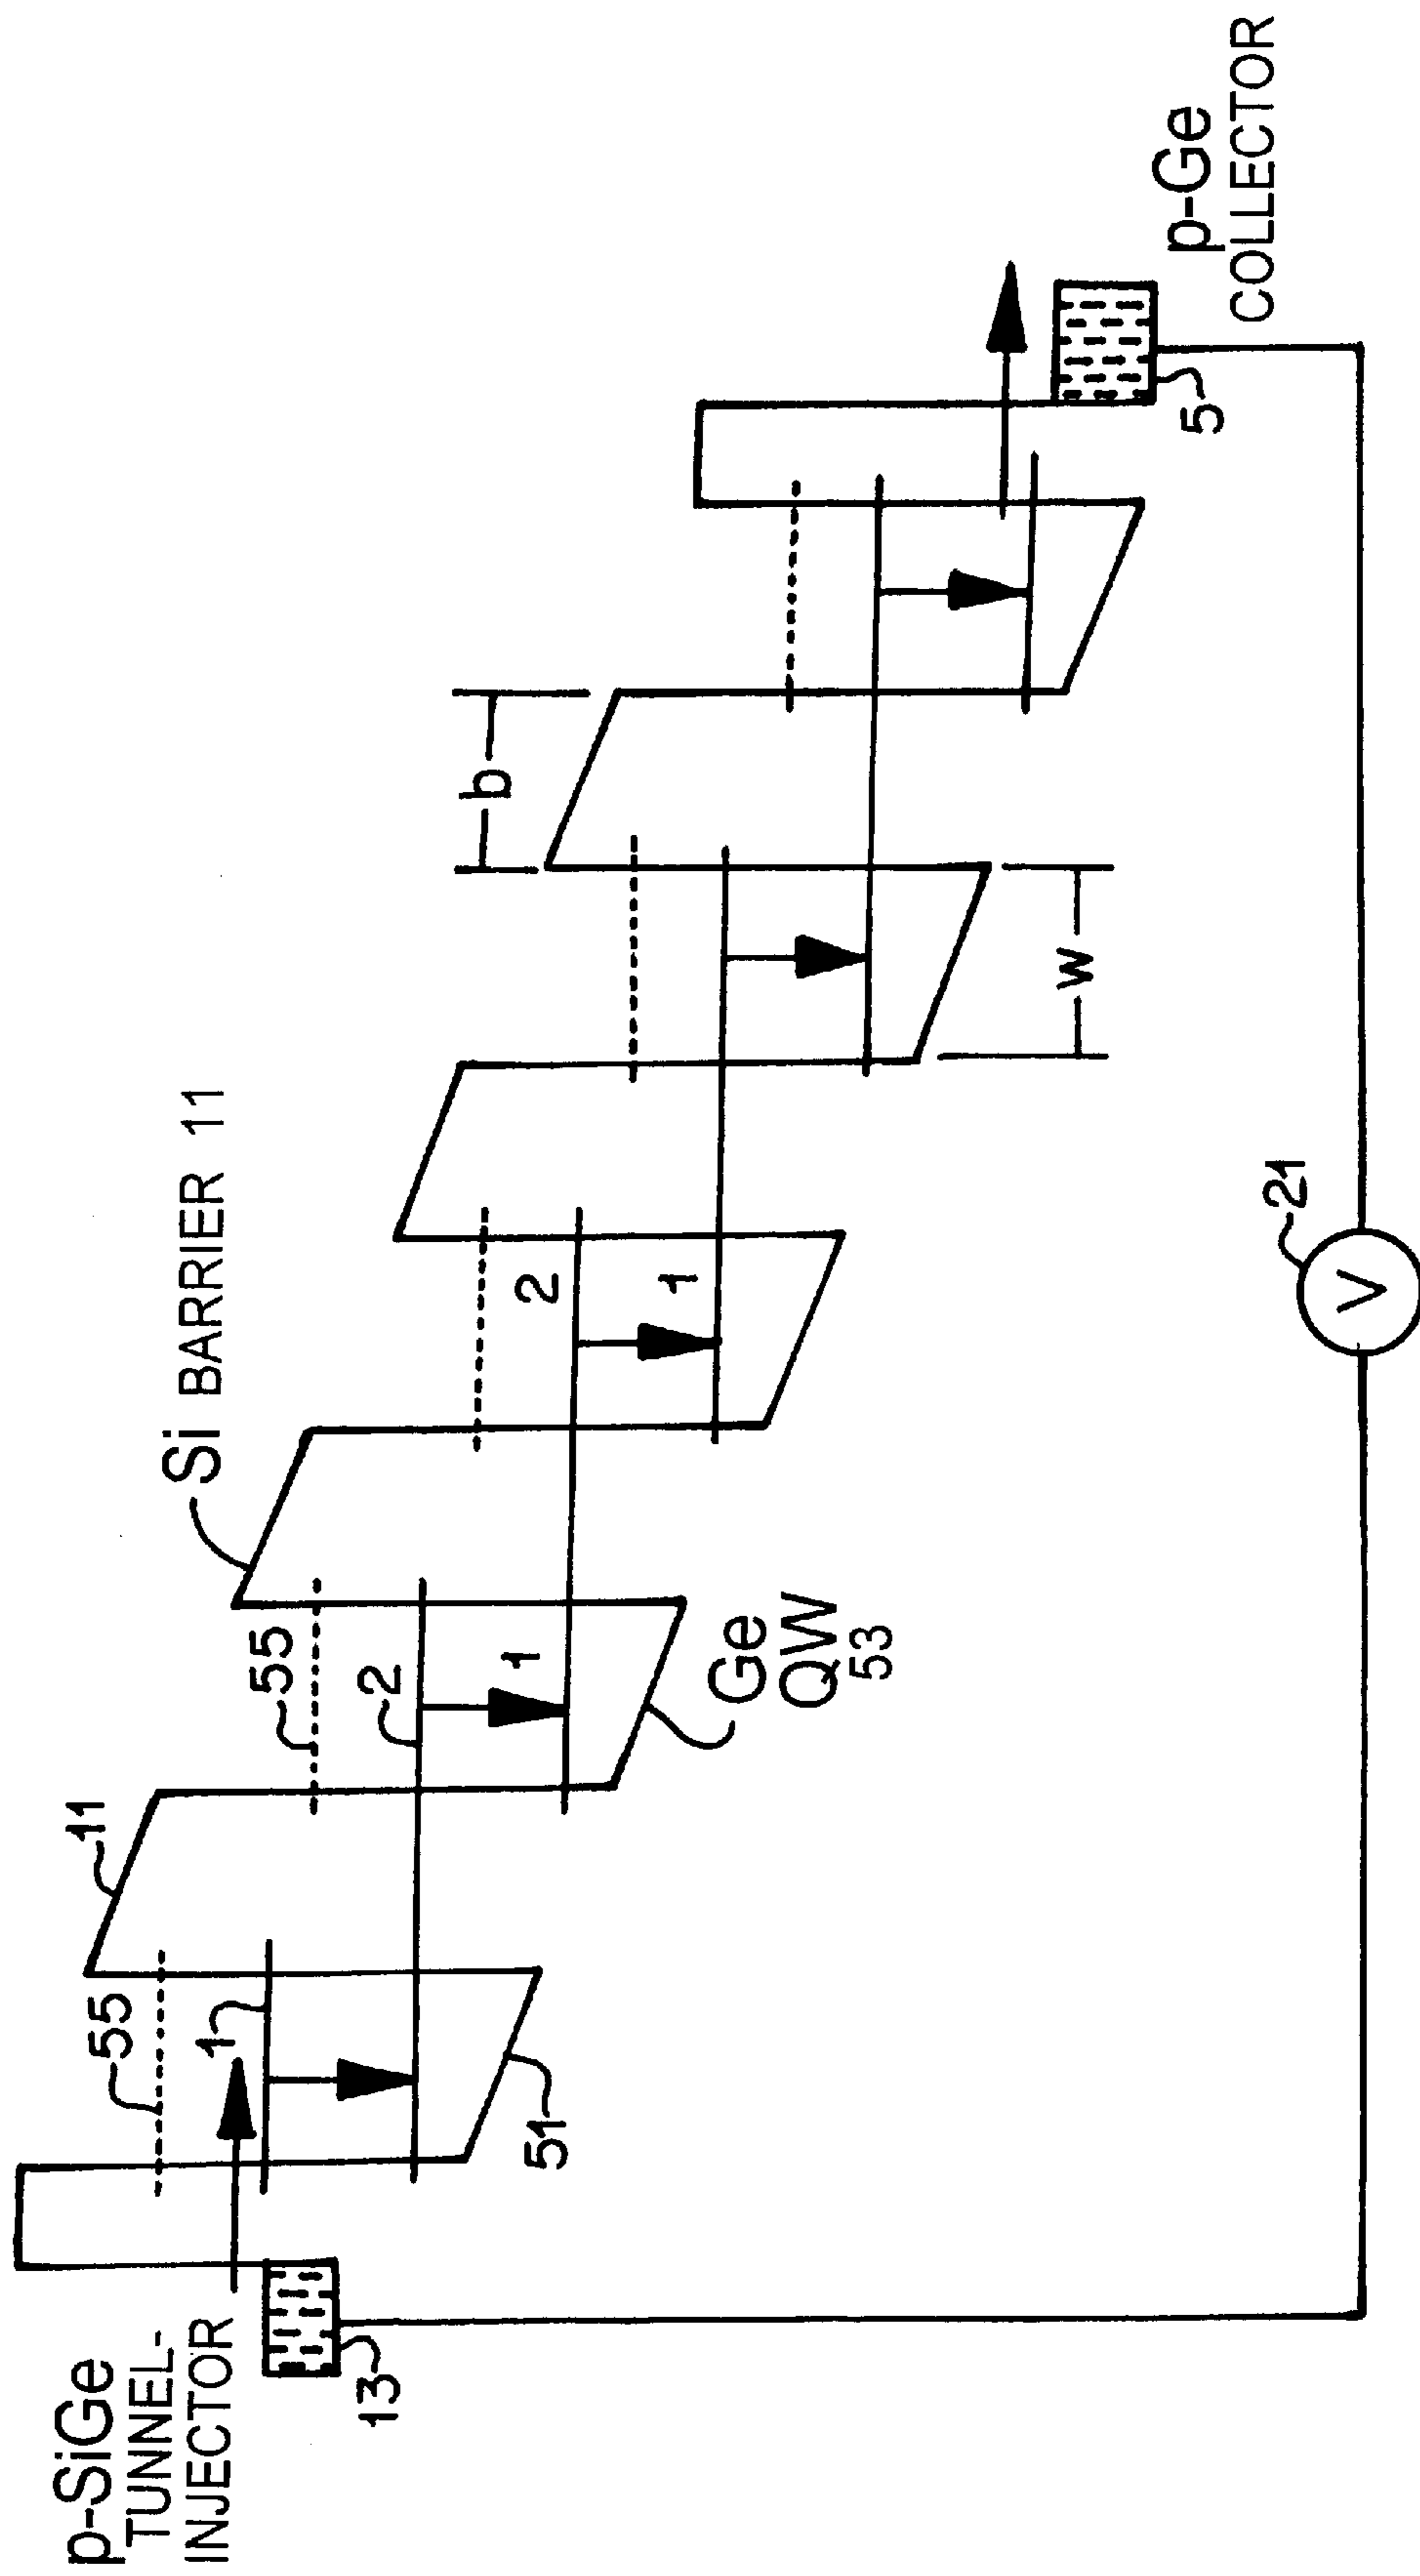 p-SiGe
TUNNEL-
INJECTOR
13
55
1
51
11
55
2
1
Ge
QW
53
Si BARRIER 11
2
1
b
w
5
p-Ge
COLLECTOR
21
V